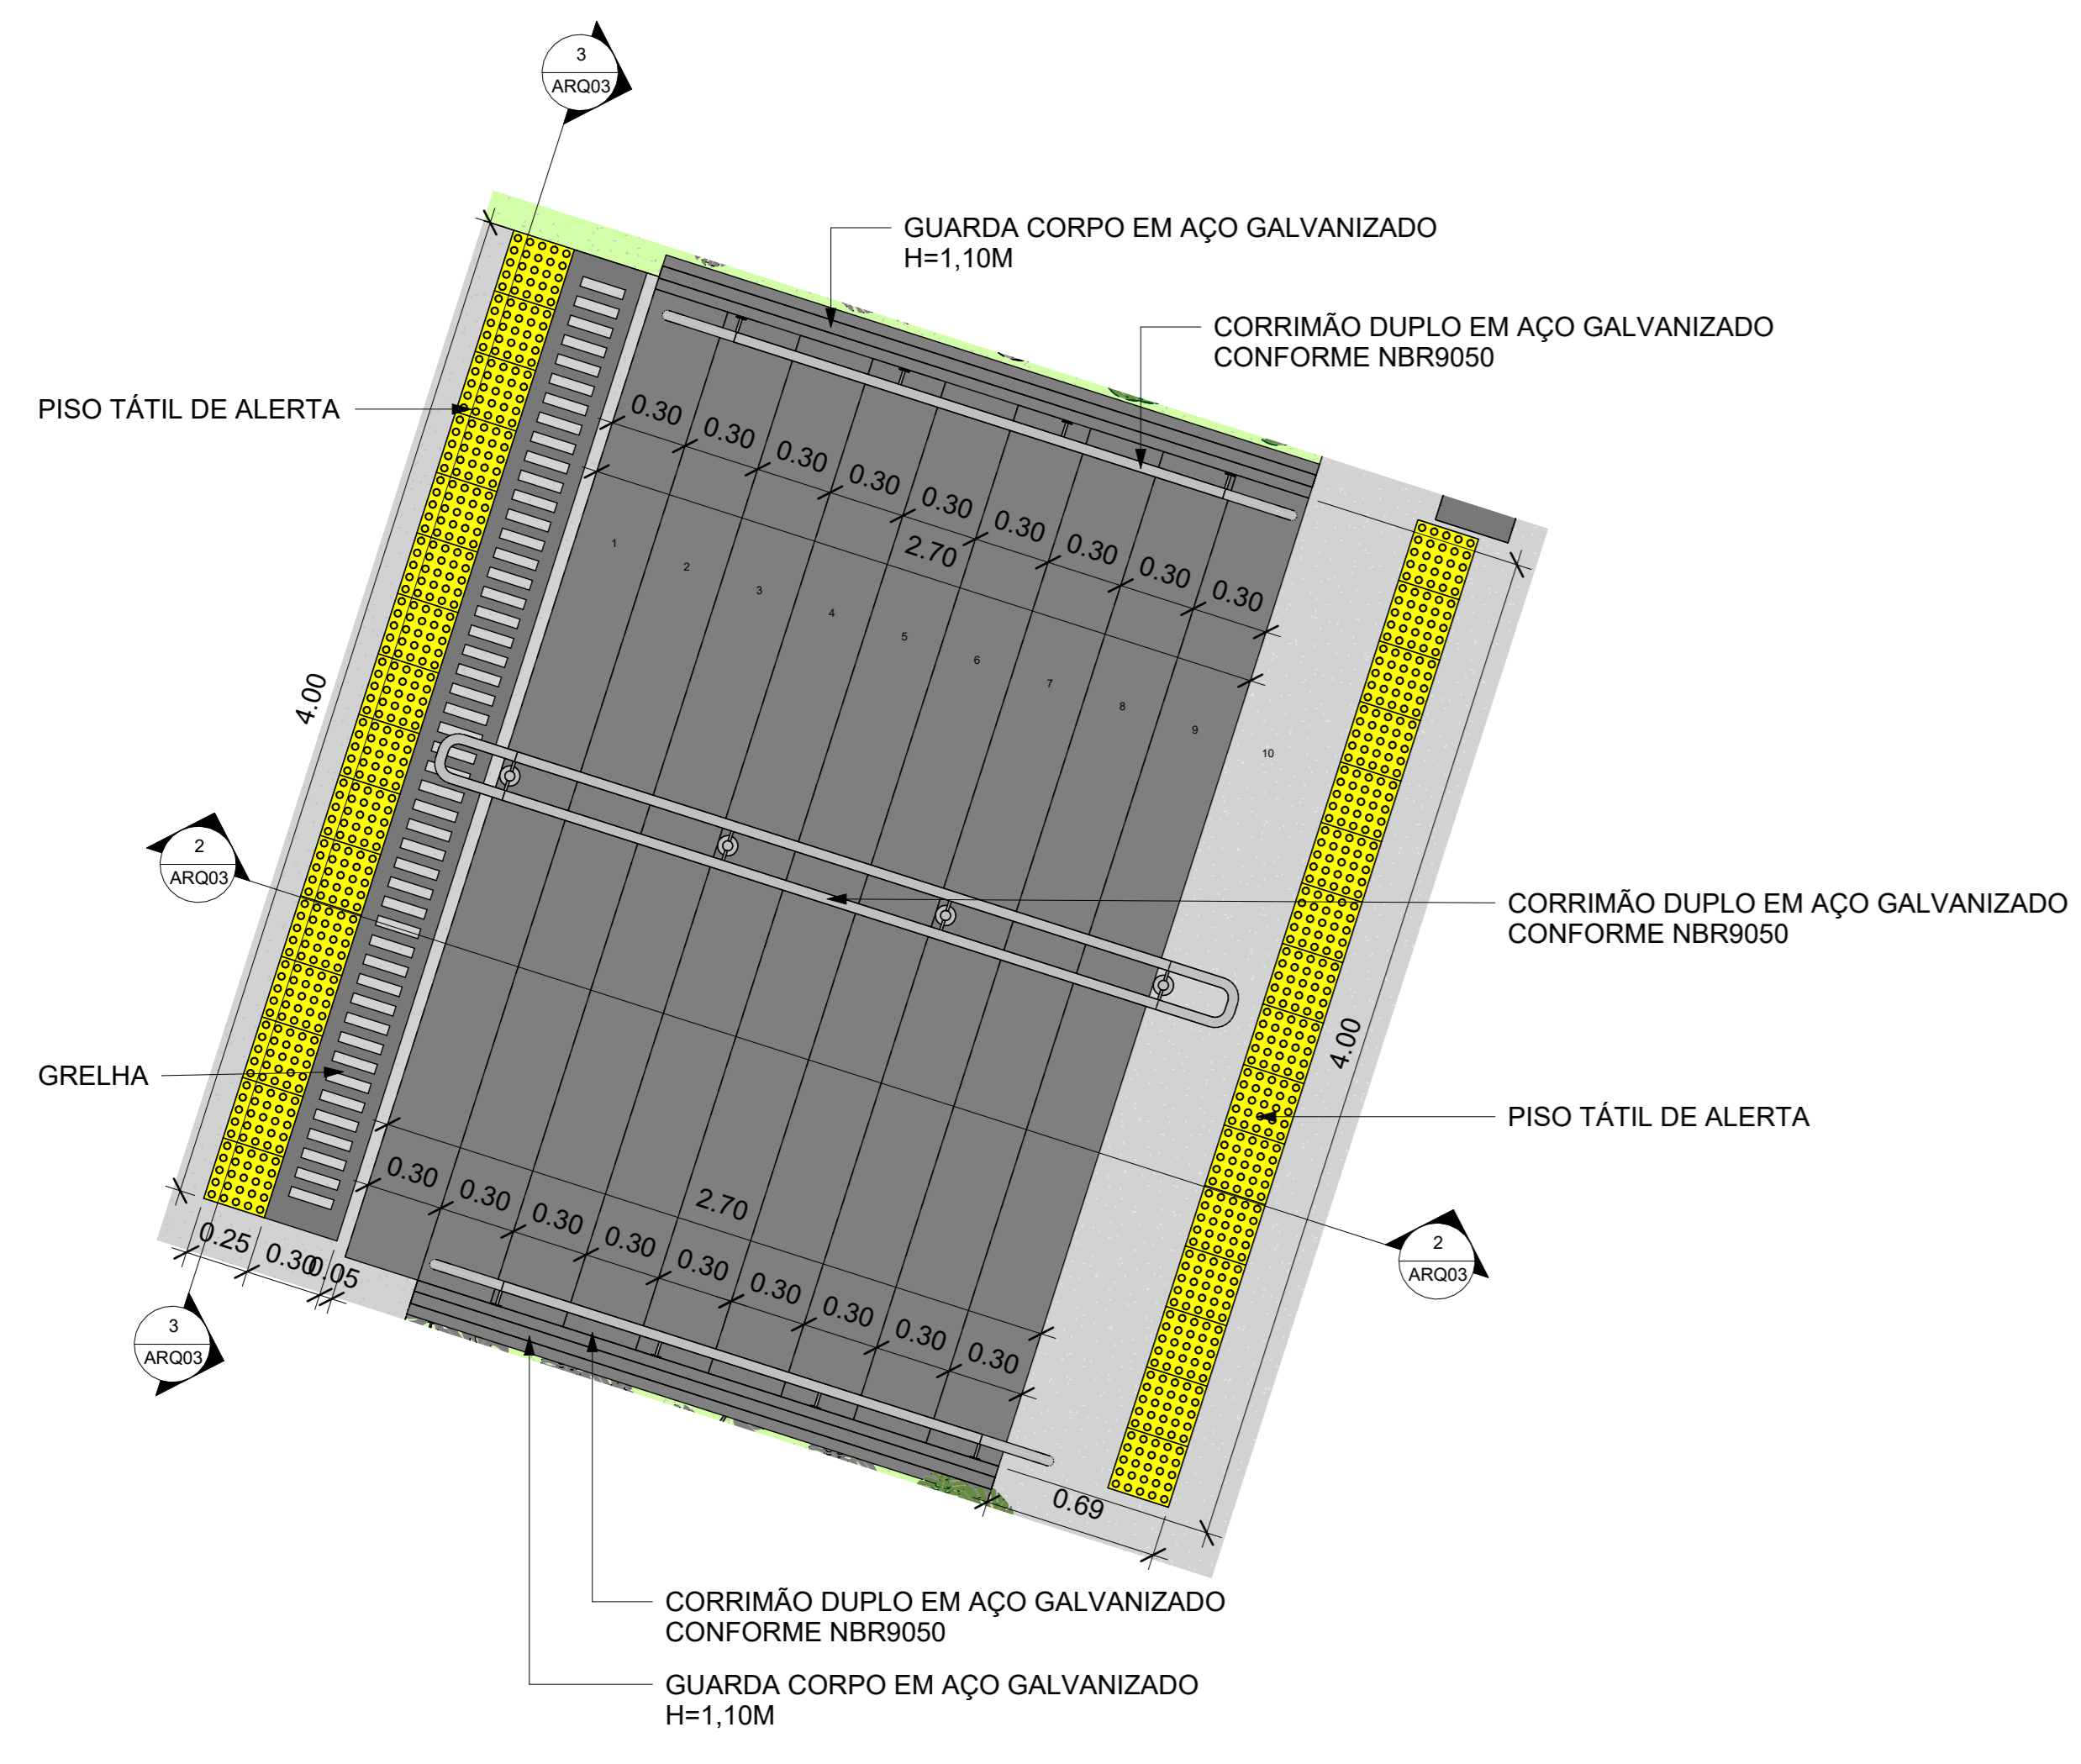 3
ARQ03
GUARDA CORPO EM AÇO GALVANIZADO
H=1,10M
CORRIMÃO DUPLO EM AÇO GALVANIZADO
CONFORME NBR9050
PISO TÁTIL DE ALERTA
0.30
0.30
0.30
0.30
0.30
0.30
0.30
0.30
0.30
2.70
1
2
3
4
5
6
7
8
9
10
4.00
2
ARQ03
CORRIMÃO DUPLO EM AÇO GALVANIZADO
CONFORME NBR9050
4.00
GRELHA
PISO TÁTIL DE ALERTA
0.30
0.30
0.30
0.30
0.30
0.30
0.30
0.30
0.30
2.70
0.25
0.30
0.05
2
ARQ03
3
ARQ03
0.69
CORRIMÃO DUPLO EM AÇO GALVANIZADO
CONFORME NBR9050
GUARDA CORPO EM AÇO GALVANIZADO
H=1,10M